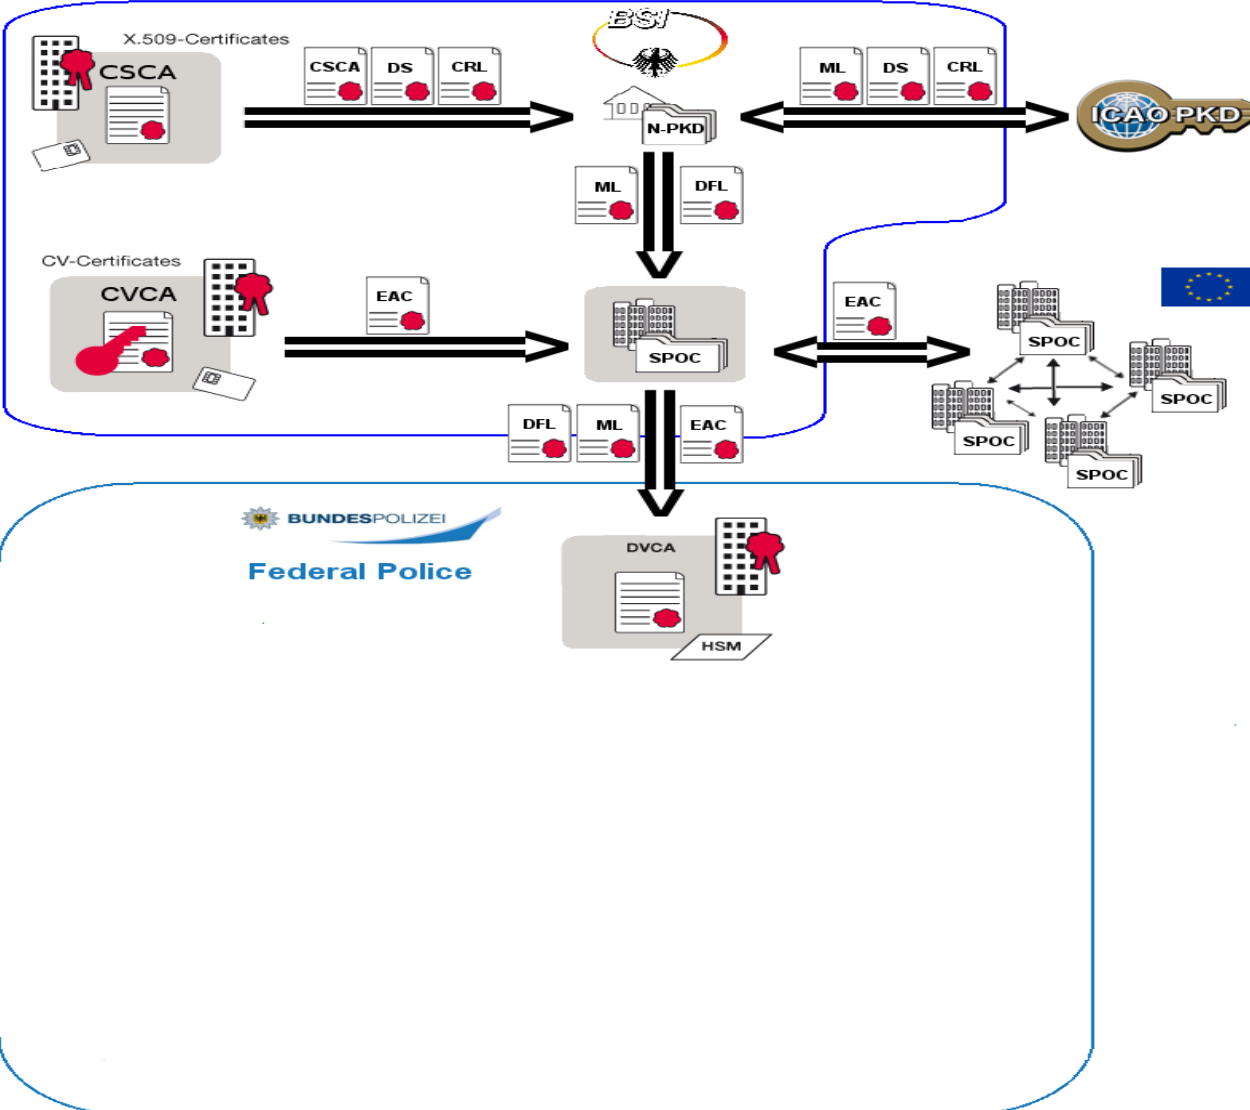 BSI
X.509-Certificates
CSCA
CSCA DS CRL
ML DS CRL
N-PKD
ICAO PKD
ML DFL
CV-Certificates
CVCA
EAC
SPOC
EAC
SPOC
SPOC
SPOC
SPOC
DFL ML EAC
BUNDESPOLIZEI
Federal Police
DVCA
HSM